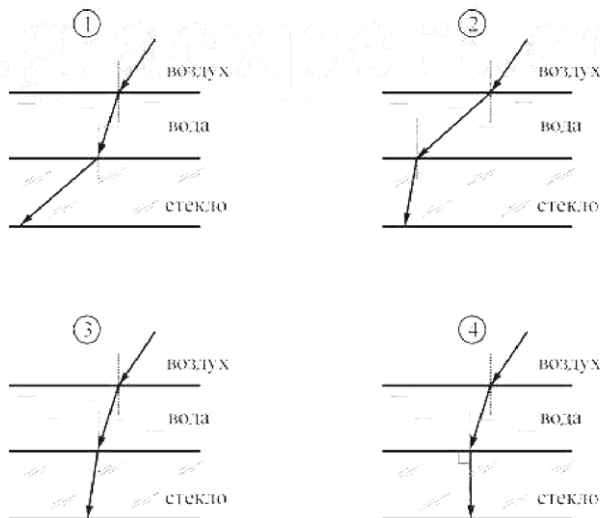 1
воздух
вода
стекло
2
воздух
вода
стекло
3
воздух
вода
стекло
4
воздух
вода
стекло